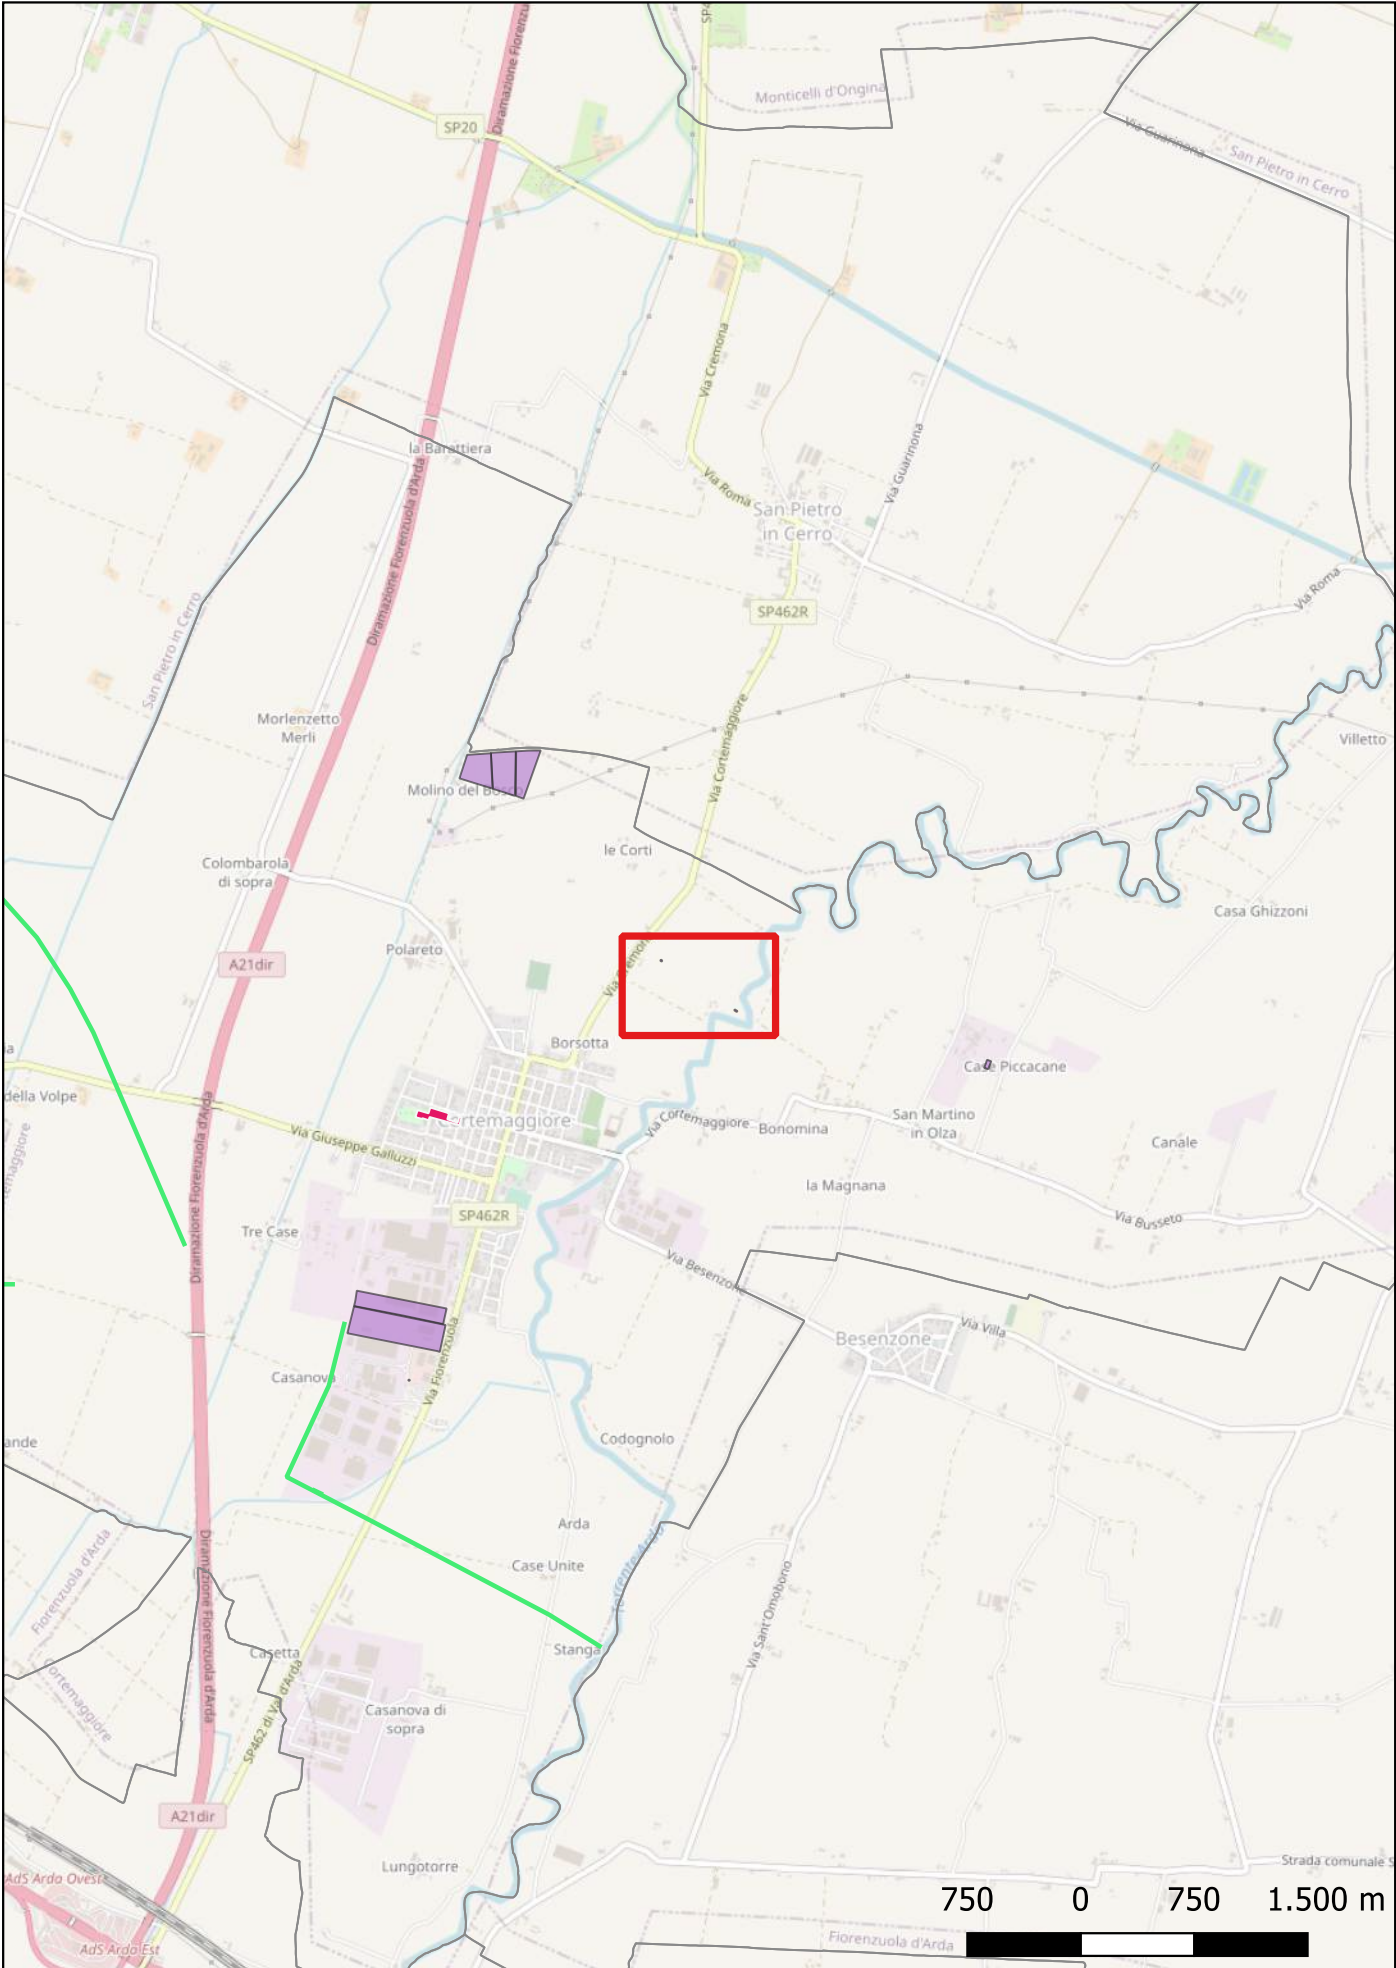 SP4
Diramazione Fiorenzu
Monticelli d'Ongina
SP20
Via Guarinona
San Pietro in Cerro
Via Cremona
la Barattiera
Via Roma
Via Guarinona
San Pietro
in Cerro
Diramazione Fiorenzuola d'Arda
Via Roma
SP462R
San Pietro in Cerro
Morlenzetto
Merli
Via Cortemaggiore
Villetto
Molino del Bosco
le Corti
Colombarola
di sopra
Casa Ghizzoni
Polareto
A21dir
Via Cremona
Borsotta
Case Piccacane
della Volpe
Cortemaggiore
Via Cortemaggiore
Bonomina
San Martino
in Olza
Canale
Via Giuseppe Galluzzi
temaggiore
Diramazione Fiorenzuola d'Arda
la Magnana
SP462R
Via Busseto
Tre Case
Via Besenzone
Via Villa
Besenzone
Via Fiorenzuola
Casanova
ande
Codognolo
Arda
Torrente Arda
Case Unite
Fiorenzuola d'Arda
Diramazione Fiorenzuola d'Arda
Via Sant'Omobono
Stanga
Casetta
Cortemaggiore
SP462 di Val d'Arda
Casanova di
sopra
A21dir
Lungotorre
Strada comunale S
AdS Arda Ovest
AdS Arda Est
Fiorenzuola d'Arda
750 0 750 1.500 m